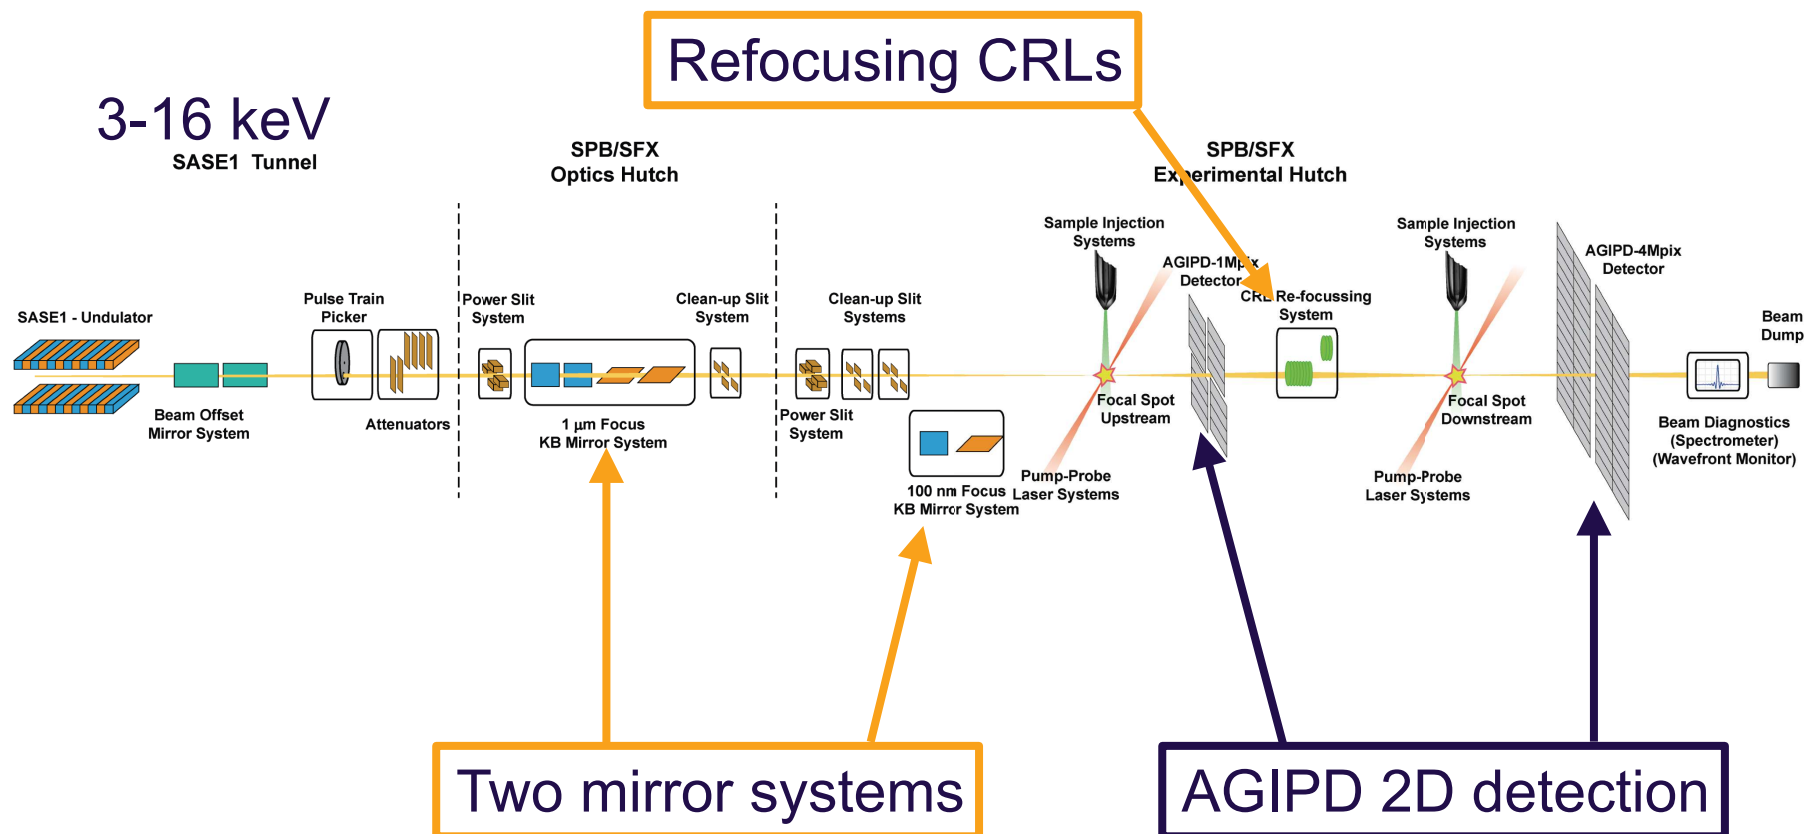 Refocusing CRLs
3-16 keV
SASE1 Tunnel
SPB/SFX
Optics Hutch
SPB/SFX
Experimental Hutch
Sample Injection
Systems
Sample Injection
Systems
AGIPD-1Mpix
Detector
AGIPD-4Mpix
Detector
SASE1 - Undulator
Pulse Train
Picker
Power Slit
System
Clean-up Slit
System
Clean-up Slit
Systems
CRL Re-focussing
System
Beam
Dump
Beam Offset
Mirror System
Attenuators
1 µm Focus
KB Mirror System
Power Slit
System
Focal Spot
Upstream
Focal Spot
Downstream
Beam Diagnostics
(Spectrometer)
(Wavefront Monitor)
100 nm Focus
KB Mirror System
Pump-Probe
Laser Systems
Pump-Probe
Laser Systems
Two mirror systems
AGIPD 2D detection